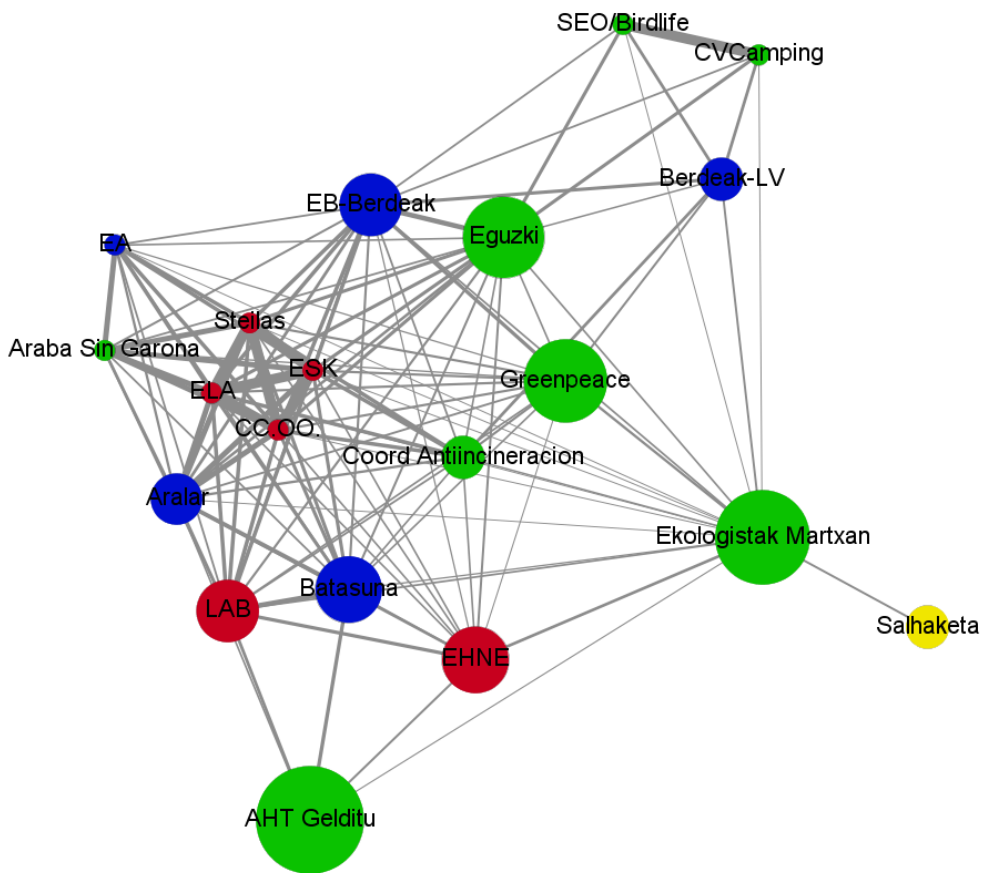 SEO/Birdlife
CVCamping
Berdeak-LV
EB-Berdeak
Eguzki
EA
Steilas
Araba Sin Garona
ESK
Greenpeace
ELA
CC.OO.
Coord Antiincineracion
Aralar
Ekologistak Martxan
Batasuna
LAB
Salhaketa
EHNE
AHT Gelditu